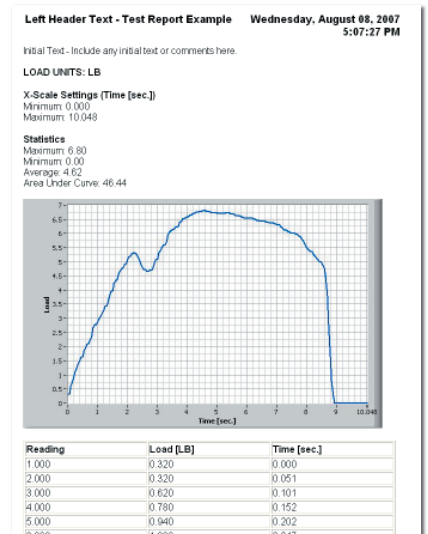 Left Header Text - Test Report Example Wednesday, August 08, 2007
5:07:27 PM
Initial Text - Include any initial text or comments here.
LOAD UNITS: LB
X-Scale Settings (Time [sec.])
Minimum: 0.000
Maximum: 10.048
Statistics
Maximum: 6.80
Minimum: 0.00
Average: 4.62
Area Under Curve: 46.44
7
6.5
6
5.5
5
4.5
4
3.5
3
2.5
2
1.5
1
0.5
0
Load
0 1 2 3 4 5 6 7 8 9 10.048
Time [sec.]
Reading Load [LB] Time [sec.]
1.000 0.320 0.000
2.000 0.320 0.051
3.000 0.620 0.101
4.000 0.780 0.152
5.000 0.940 0.202